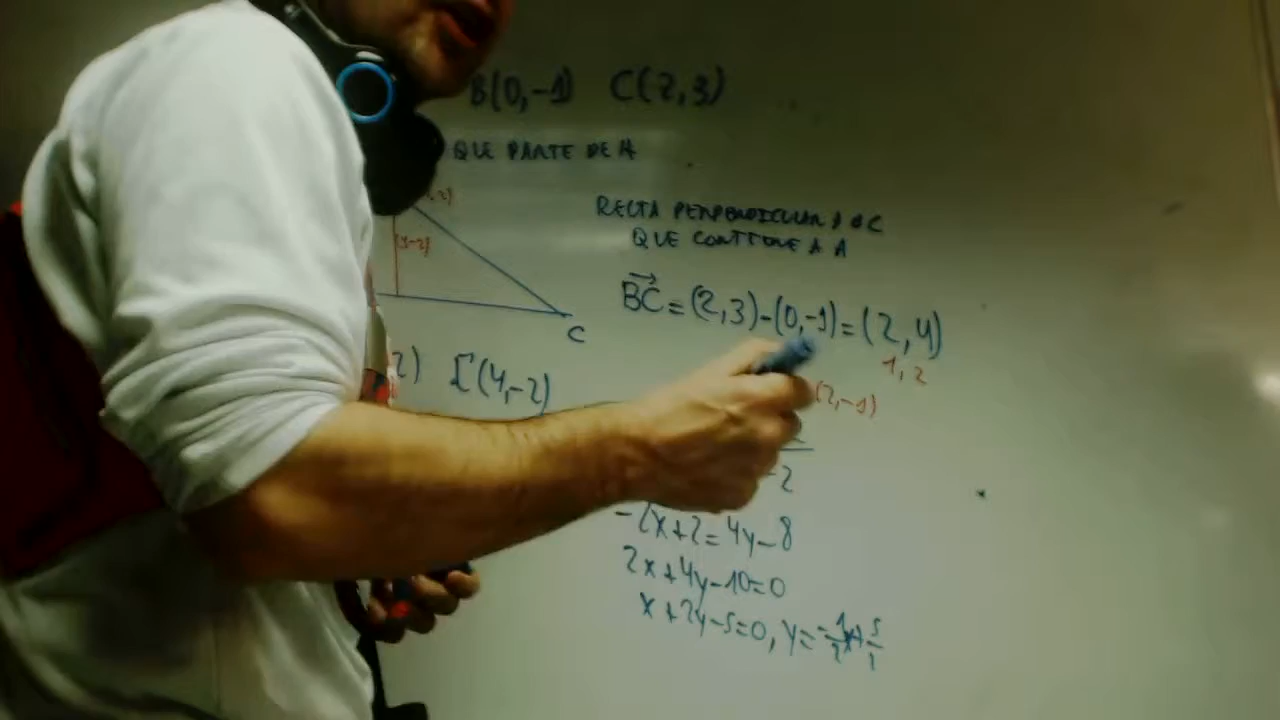 B(0,-1) C(2,3)
QUE PARTE DE A
RECTA PERPENDICULAR A BC
QUE CONTIENE A A
(4-2)
C
BC = (2,3)-(0,-1) = (2,4)
1,2
2) (4,-2)
(2,-1)
-2
-2x+2=4y-8
2x+4y-10=0
x+2y-5=0, y=-1/2x+5/